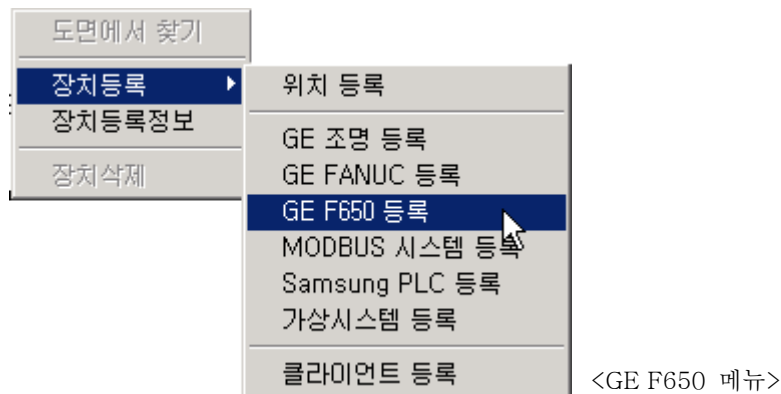 도면에서 찾기
장치등록
장치등록정보
장치삭제
위치 등록
GE 조명 등록
GE FANUC 등록
GE F650 등록
MODBUS 시스템 등록
Samsung PLC 등록
가상시스템 등록
클라이언트 등록
<GE F650 메뉴>